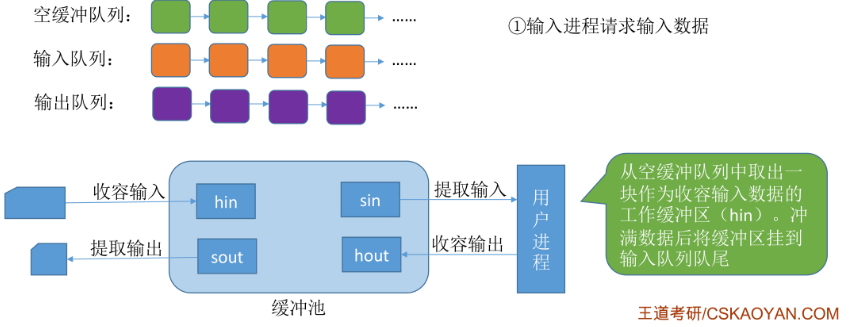 空缓冲队列：
……
①输入进程请求输入数据
输入队列：
……
输出队列：
……
收容输入
hin
sin
提取输入
用户进程
提取输出
sout
hout
收容输出
缓冲池
从空缓冲队列中取出一
块作为收容输入数据的
工作缓冲区（hin）。冲
满数据后将缓冲区挂到
输入队列队尾
王道考研/CSKAOYAN.COM